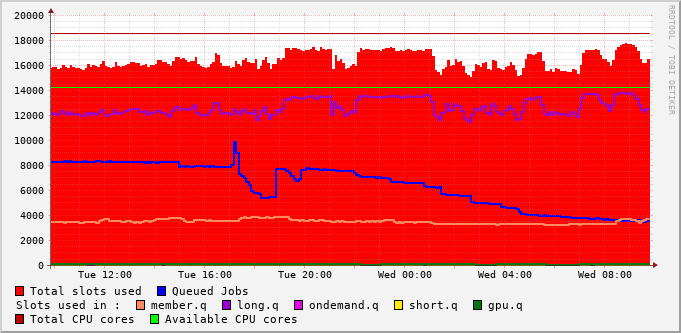 20000
18000
16000
14000
12000
10000
8000
6000
4000
2000
0
Tue 12:00 Tue 16:00 Tue 20:00 Wed 00:00 Wed 04:00 Wed 08:00
Total slots used Queued Jobs
Slots used in : member.q long.q ondemand.q short.q gpu.q
Total CPU cores Available CPU cores
RRDTOOL / TOBI OETIKER